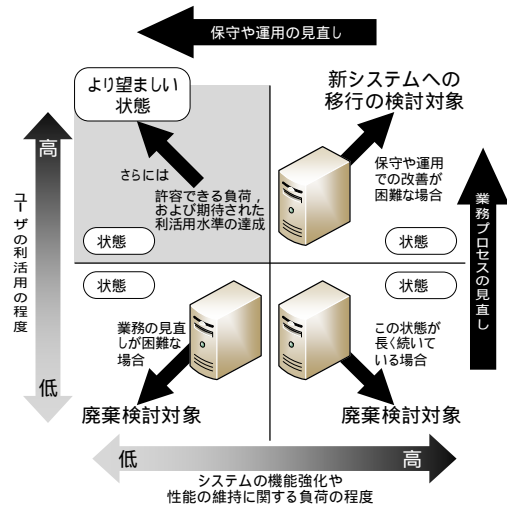 保守や運用の見直し
より望ましい
状態
新システムへの
移行の検討対象
高
さらには
許容できる負荷，
および期待された
利活用水準の達成
保守や運用
での改善が
困難な場合
状態
状態
ユーザの利活用の程度
業務プロセスの見直し
状態
状態
業務の見直
しが困難な
場合
この状態が
長く続いて
いる場合
低
廃棄検討対象
廃棄検討対象
低
高
システムの機能強化や
性能の維持に関する負荷の程度